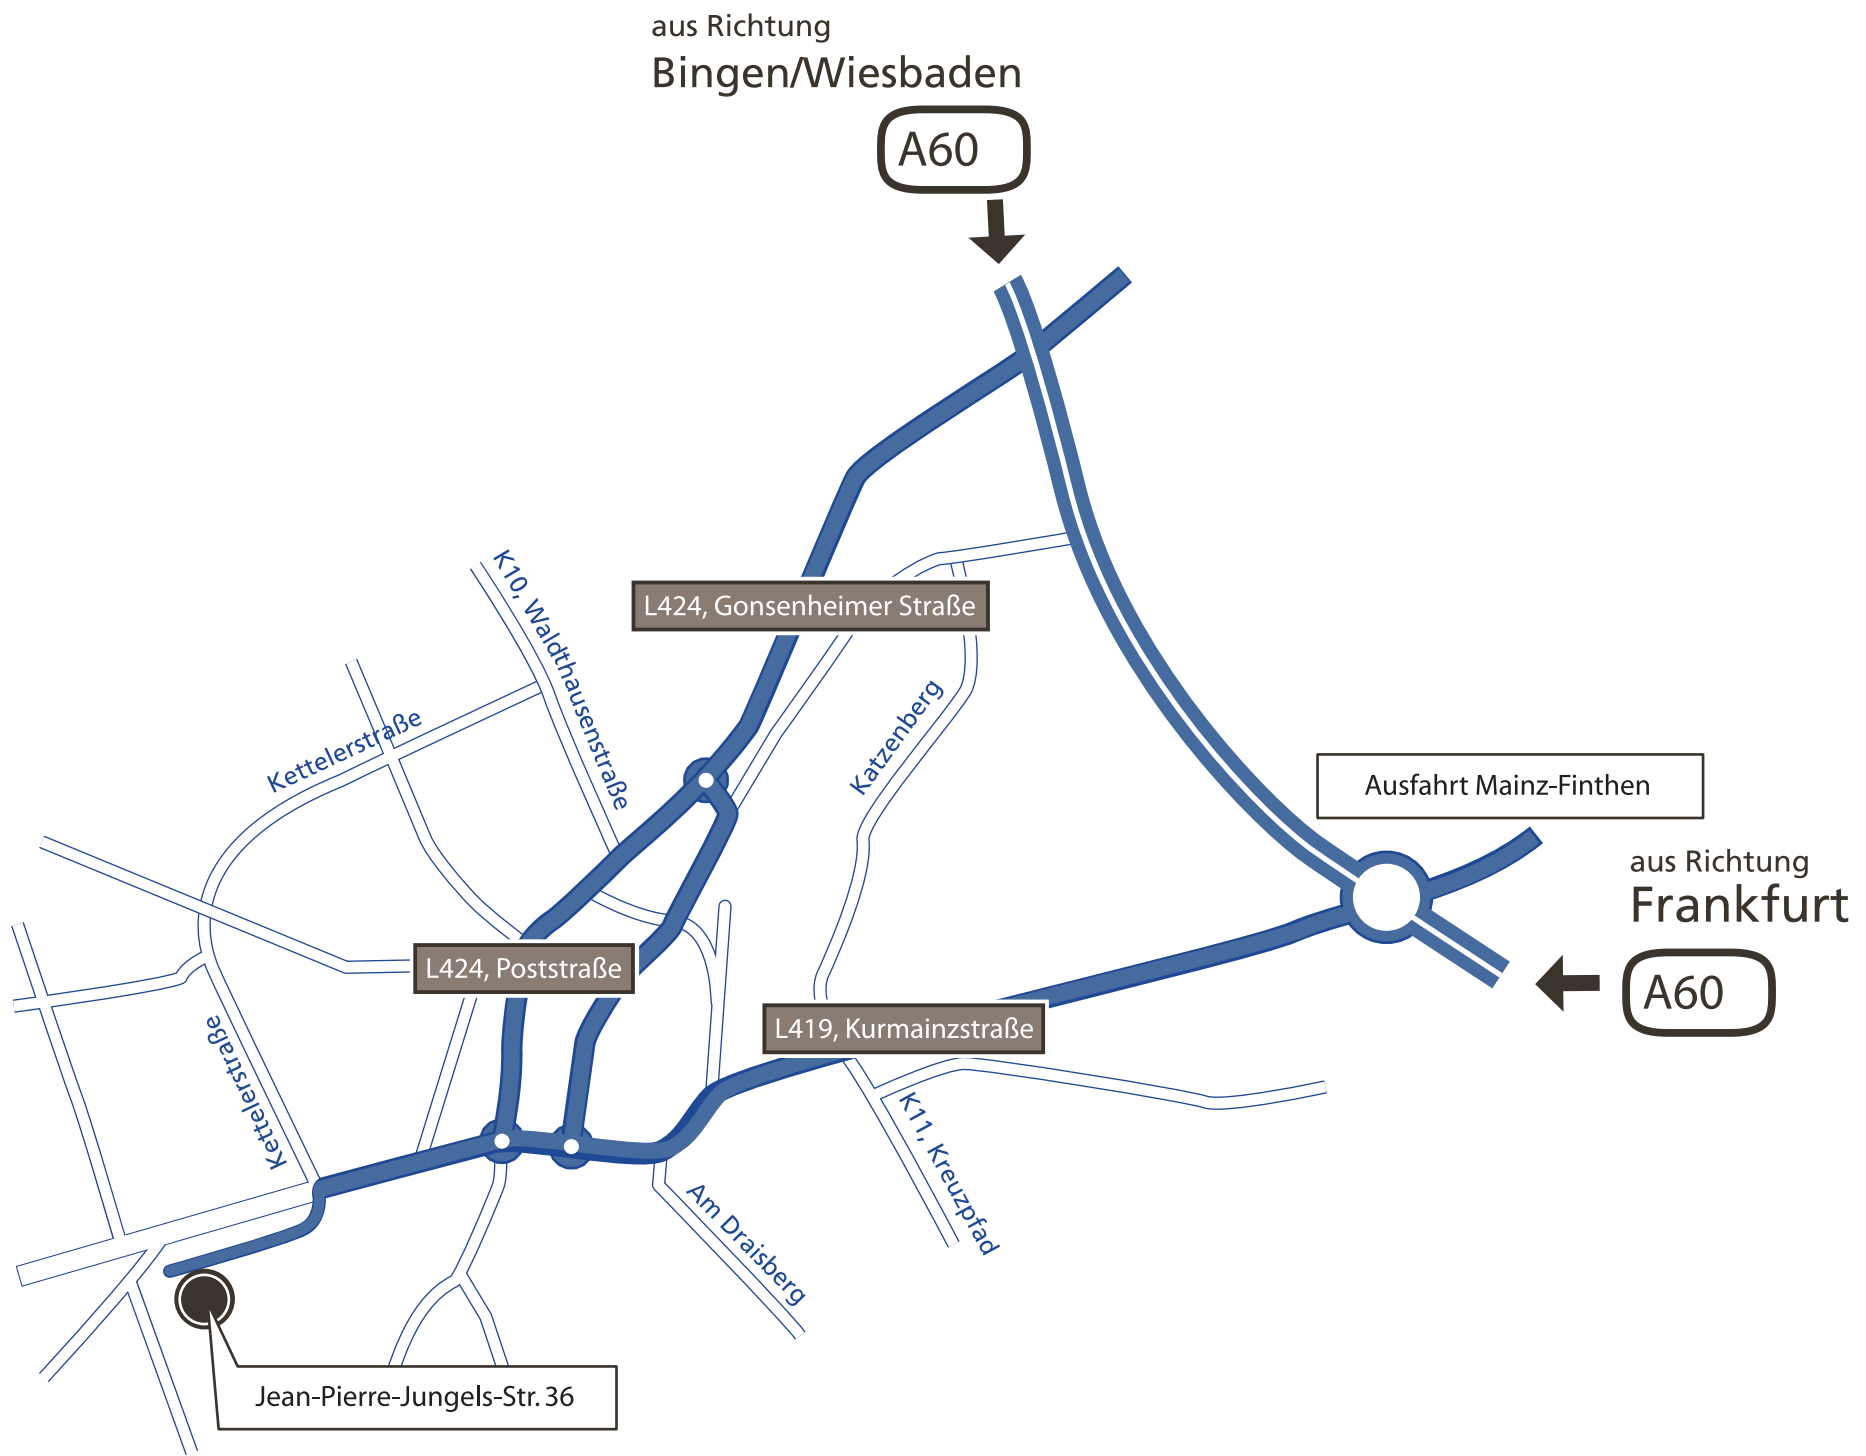 aus Richtung
Bingen/Wiesbaden
A60
K10, Waldthausenstraße
L424, Gonsenheimer Straße
Kettelerstraße
Katzenberg
Ausfahrt Mainz-Finthen
aus Richtung
Frankfurt
A60
L424, Poststraße
L419, Kurmainzstraße
Kettelerstraße
K11, Kreuzpfad
Am Draisberg
Jean-Pierre-Jungels-Str. 36